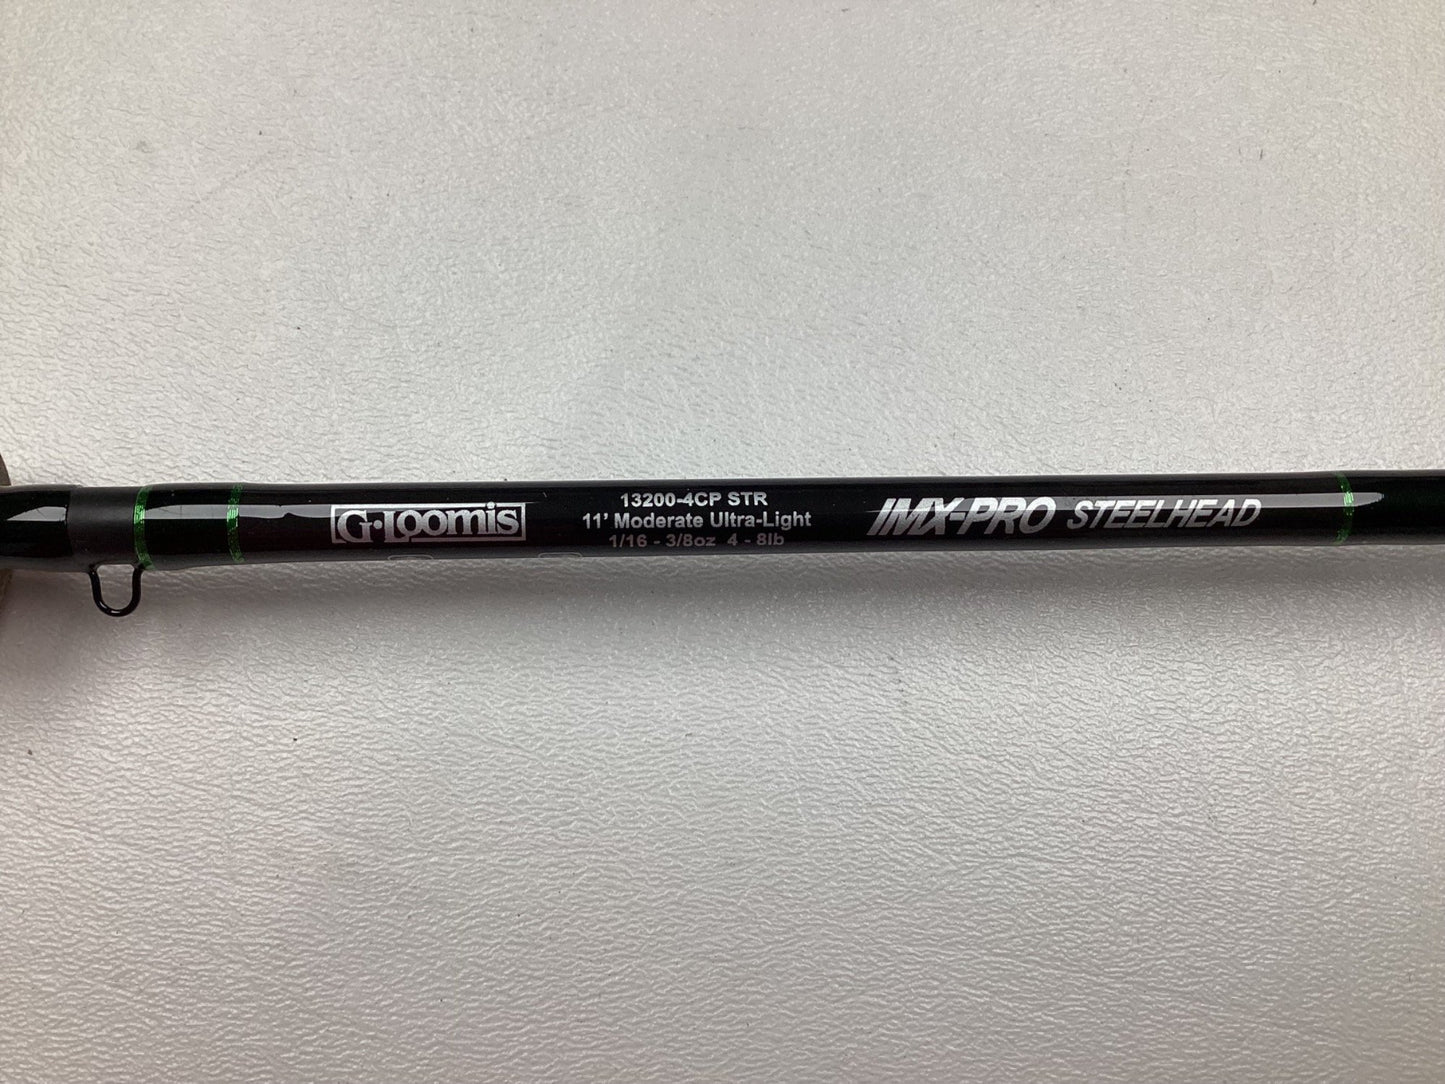 G·Loomis
13200-4CP STR
11' Moderate Ultra-Light
1/16 - 3/8oz 4 - 8lb
IMX-PRO STEELHEAD